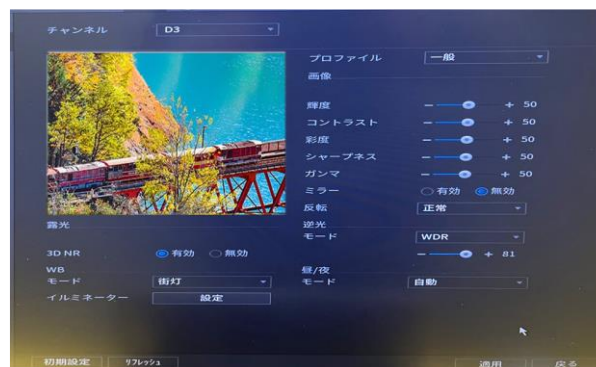 チャンネル D3
プロファイル 一般
画像
輝度 - + 50
コントラスト - + 50
彩度 - + 50
シャープネス - + 50
ガンマ - + 50
ミラー 有効 無効
反転 正常
露光 逆光
モード WDR
3D NR 有効 無効 - + 81
WB 昼/夜
モード 街灯 モード 自動
イルミネーター 設定
初期設定 リフレッシュ 適用 戻る